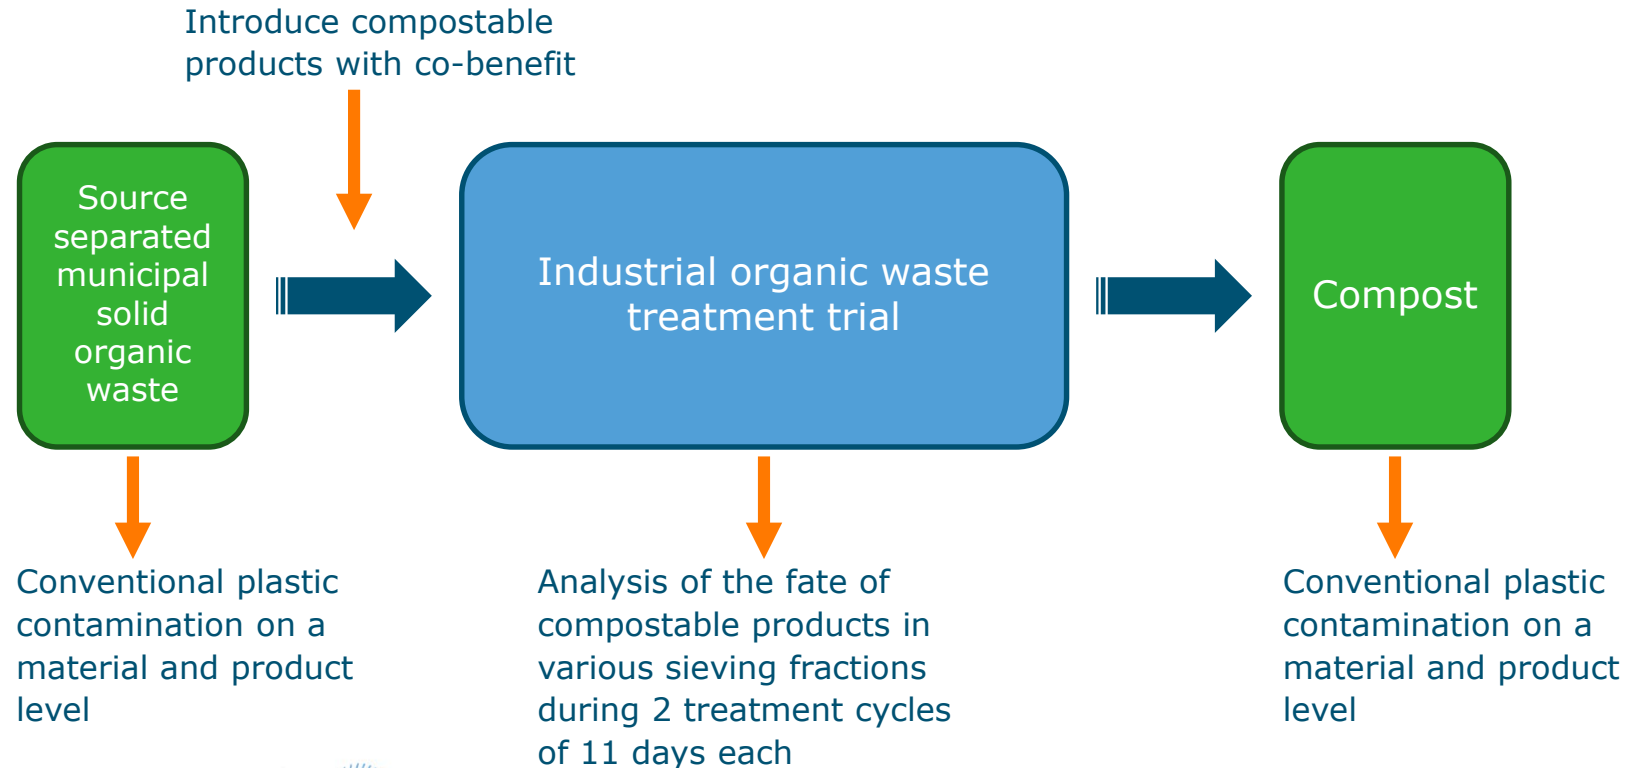 Introduce compostable
products with co-benefit
Source
separated
municipal
solid
organic
waste
Industrial organic waste
treatment trial
Compost
Conventional plastic
contamination on a
material and product
level
Analysis of the fate of
compostable products in
various sieving fractions
during 2 treatment cycles
of 11 days each
Conventional plastic
contamination on a
material and product
level